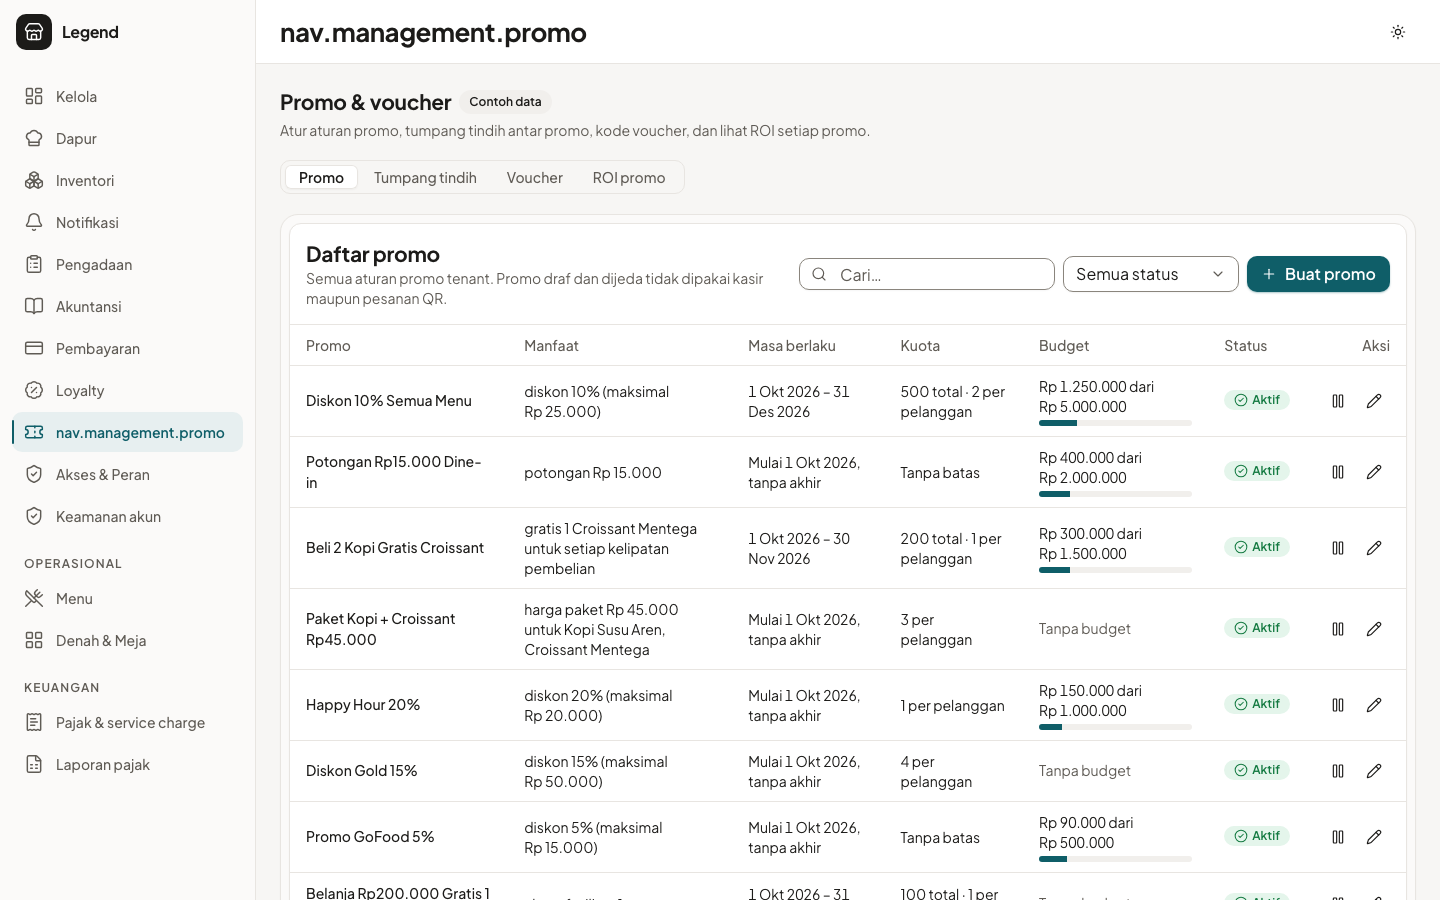 Legend
nav.management.promo
Kelola
Dapur
Inventori
Notifikasi
Pengadaan
Akuntansi
Pembayaran
Loyalty
nav.management.promo
Akses & Peran
Keamanan akun
OPERASIONAL
Menu
Denah & Meja
KEUANGAN
Pajak & service charge
Laporan pajak
Promo & voucher
Contoh data
Atur aturan promo, tumpang tindih antar promo, kode voucher, dan lihat ROI setiap promo.
Promo Tumpang tindih Voucher ROI promo
Daftar promo
Semua aturan promo tenant. Promo draf dan dijeda tidak dipakai kasir
maupun pesanan QR.
Cari...
Semua status
Buat promo
Promo Manfaat Masa berlaku Kuota Budget Status Aksi
Diskon 10% Semua Menu
diskon 10% (maksimal
Rp 25.000)
1 Okt 2026 – 31
Des 2026
500 total · 2 per
pelanggan
Rp 1.250.000 dari
Rp 5.000.000
Aktif
Potongan Rp15.000 Dine-
in
potongan Rp 15.000
Mulai 1 Okt 2026,
tanpa akhir
Tanpa batas
Rp 400.000 dari
Rp 2.000.000
Aktif
Beli 2 Kopi Gratis Croissant
gratis 1 Croissant Mentega
untuk setiap kelipatan
pembelian
1 Okt 2026 – 30
Nov 2026
200 total · 1 per
pelanggan
Rp 300.000 dari
Rp 1.500.000
Aktif
Paket Kopi + Croissant
Rp45.000
harga paket Rp 45.000
untuk Kopi Susu Aren,
Croissant Mentega
Mulai 1 Okt 2026,
tanpa akhir
3 per
pelanggan
Tanpa budget
Aktif
Happy Hour 20%
diskon 20% (maksimal
Rp 20.000)
Mulai 1 Okt 2026,
tanpa akhir
1 per pelanggan
Rp 150.000 dari
Rp 1.000.000
Aktif
Diskon Gold 15%
diskon 15% (maksimal
Rp 50.000)
Mulai 1 Okt 2026,
tanpa akhir
4 per
pelanggan
Tanpa budget
Aktif
Promo GoFood 5%
diskon 5% (maksimal
Rp 15.000)
Mulai 1 Okt 2026,
tanpa akhir
Tanpa batas
Rp 90.000 dari
Rp 500.000
Aktif
Belanja Rp200.000 Gratis 1
1 Okt 2026 – 31
100 total · 1 per